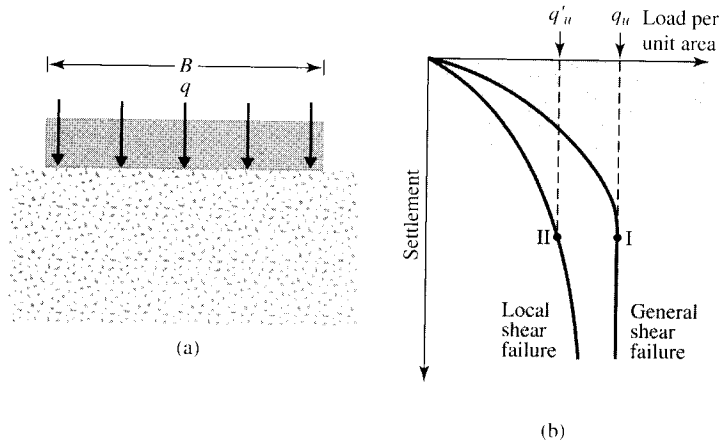 B
q
(a)
q'u
qu
Load per
unit area
Settlement
II
I
Local
shear
failure
General
shear
failure
(b)